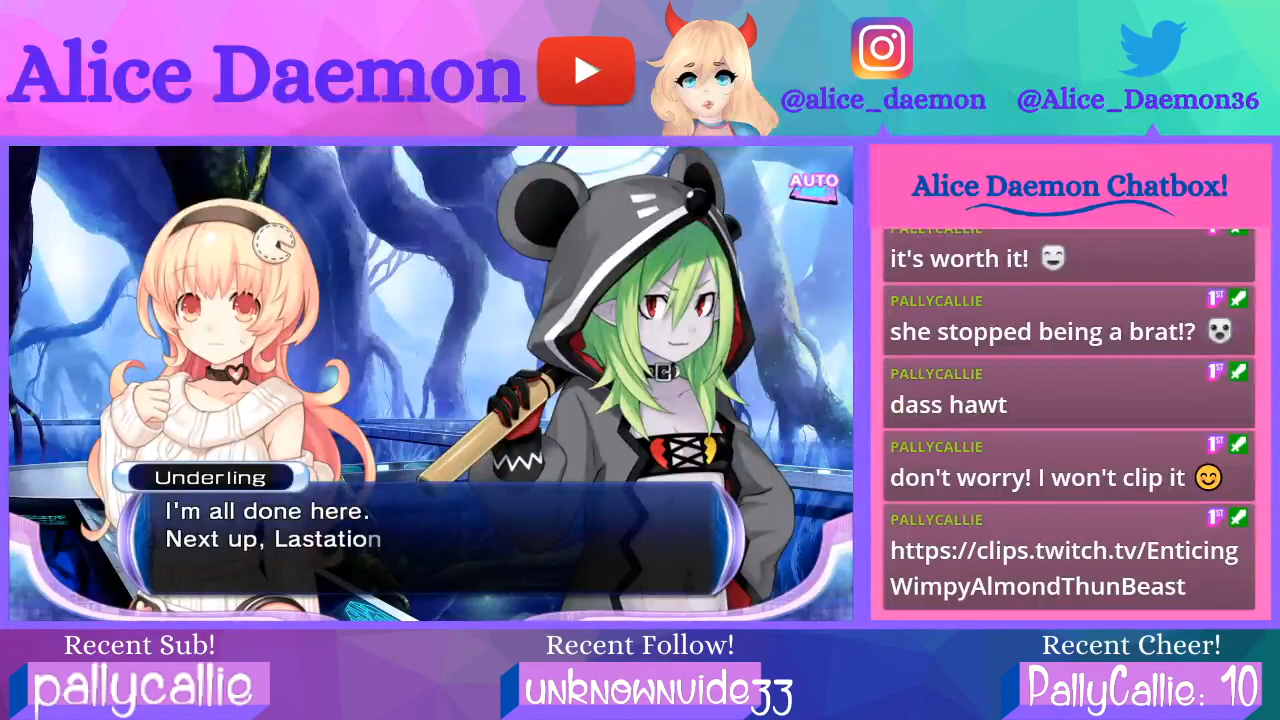 Alice Daemon
@alice_daemon
@Alice_Daemon36
AUTO
Underling
I'm all done here.
Next up, Lastation
Alice Daemon Chatbox!
PALLYCALLIE
it's worth it!
PALLYCALLIE
she stopped being a brat!?
PALLYCALLIE
dass hawt
PALLYCALLIE
don't worry! I won't clip it
PALLYCALLIE
https://clips.twitch.tv/Enticing
WimpyAlmondThunBeast
Recent Sub!
pallycallie
Recent Follow!
unknownvide33
Recent Cheer!
PallyCallie: 10